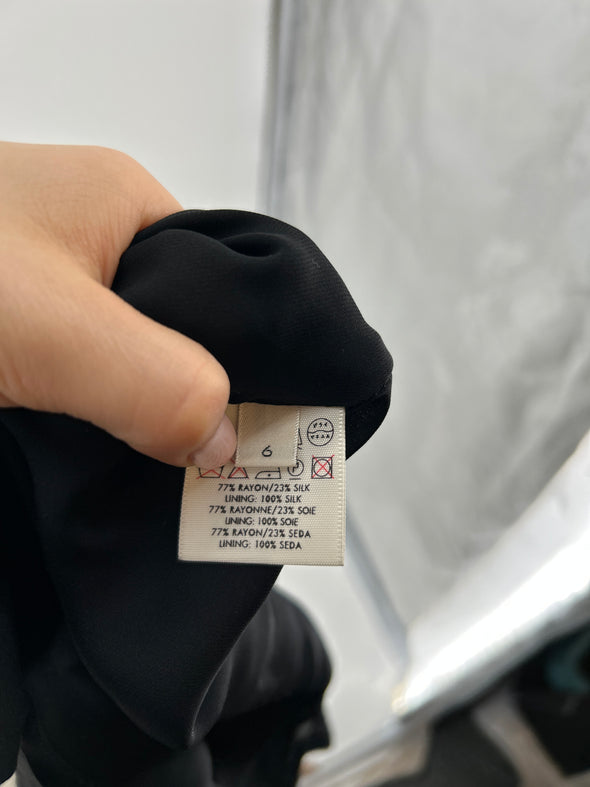 6
77% RAYON/23% SILK
LINING: 100% SILK
77% RAYONNE/23% SOIE
LINING: 100% SOIE
77% RAYON/23% SEDA
LINING: 100% SEDA